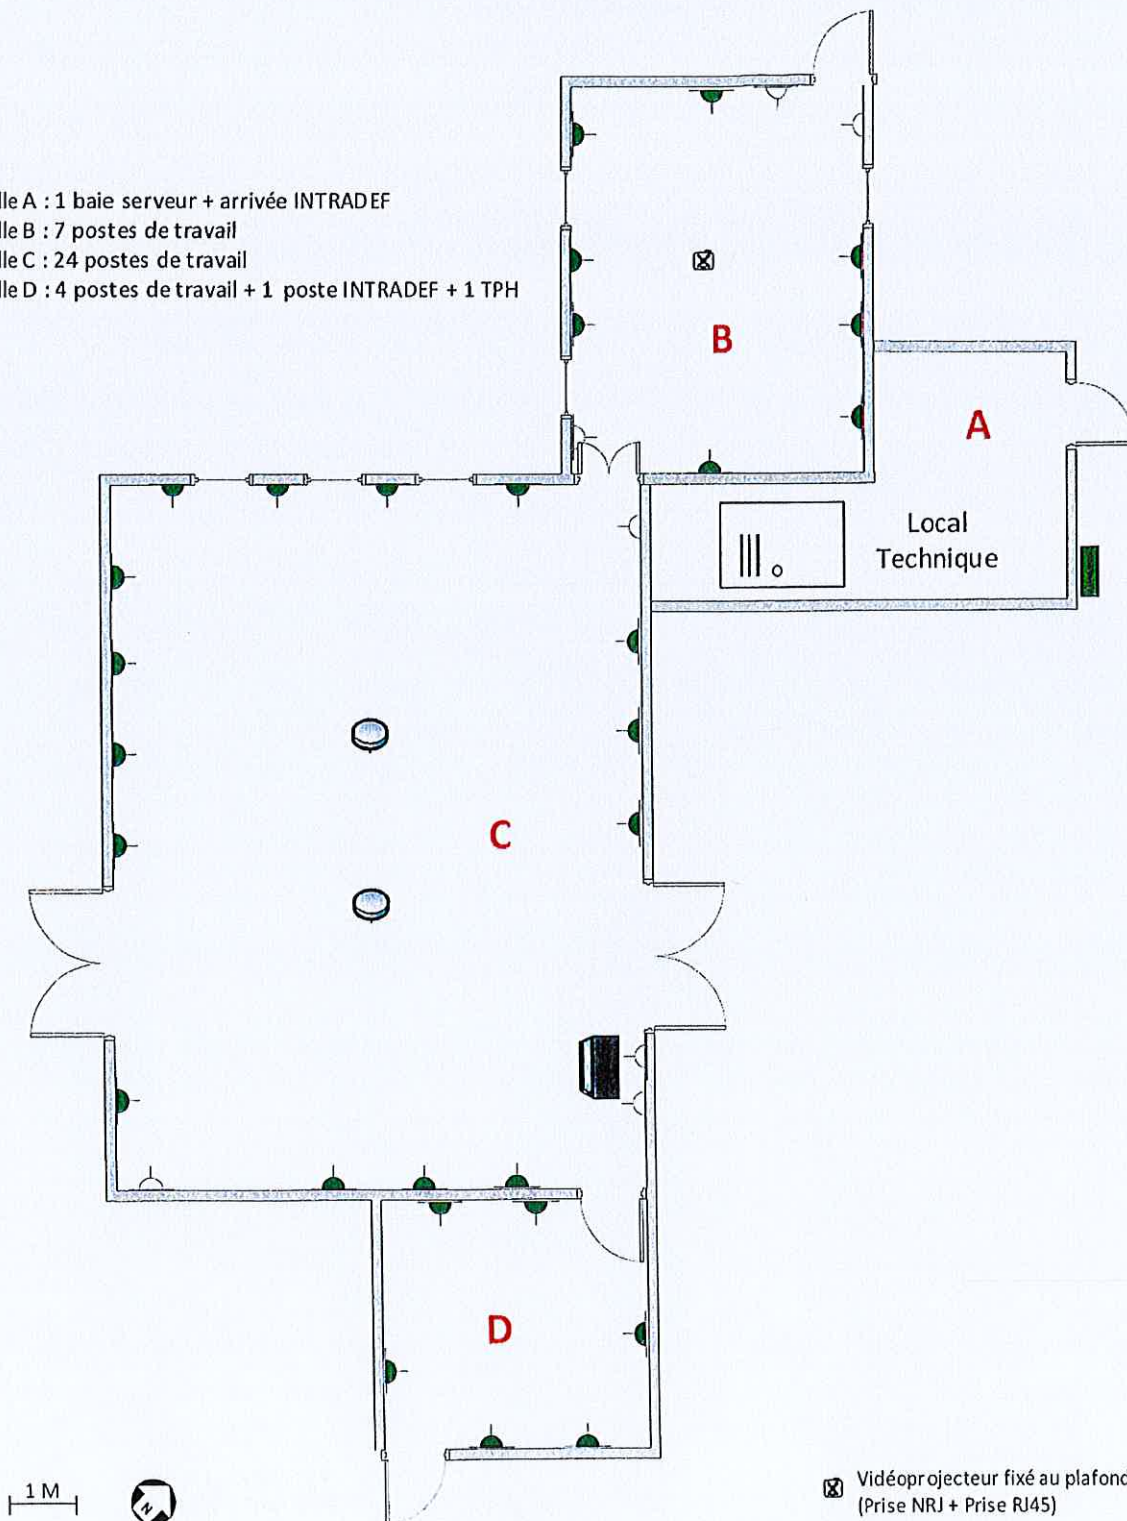 lle A : 1 baie serveur + arrivée INTRADEF
lle B : 7 postes de travail
lle C : 24 postes de travail
lle D : 4 postes de travail + 1 poste INTRADEF + 1 TPH
B
A
Local
Technique
C
D
1 M
N
Vidéoprojecteur fixé au plafond
(Prise NRJ + Prise RJ45)